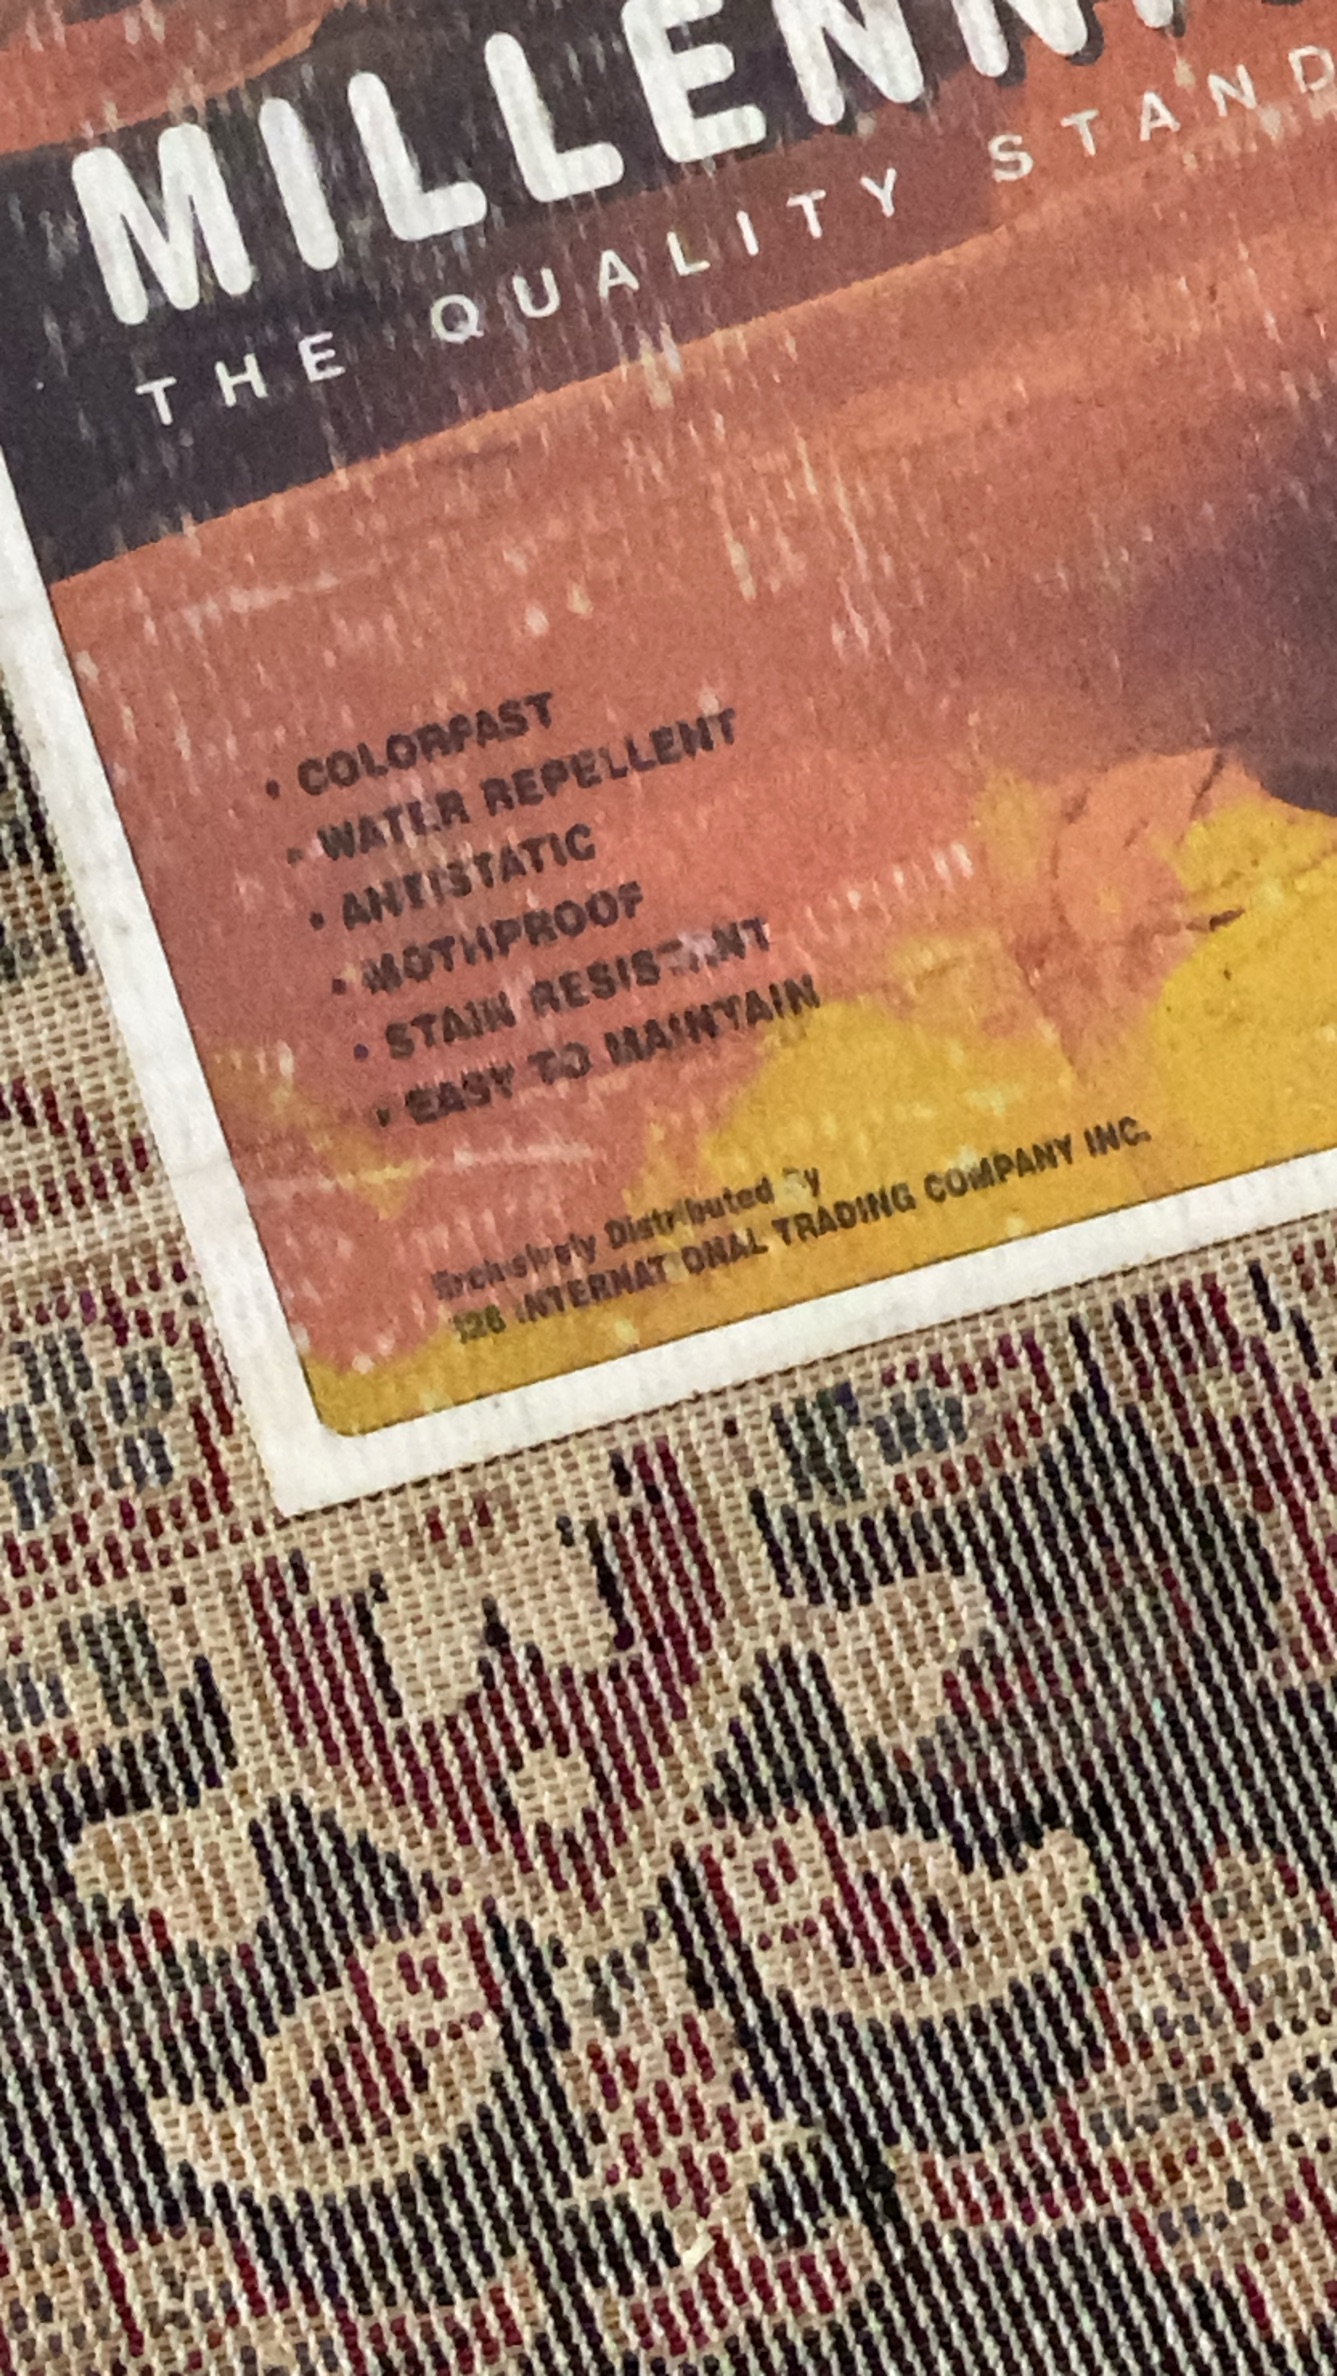 MILLENN
THE QUALITY STAND
• COLORFAST
• WATER REPELLENT
• ANTISTATIC
• MOTHPROOF
• STAIN RESISTANT
• EASY TO MAINTAIN
Exclusively Distributed By
INTERNATIONAL TRADING COMPANY INC.